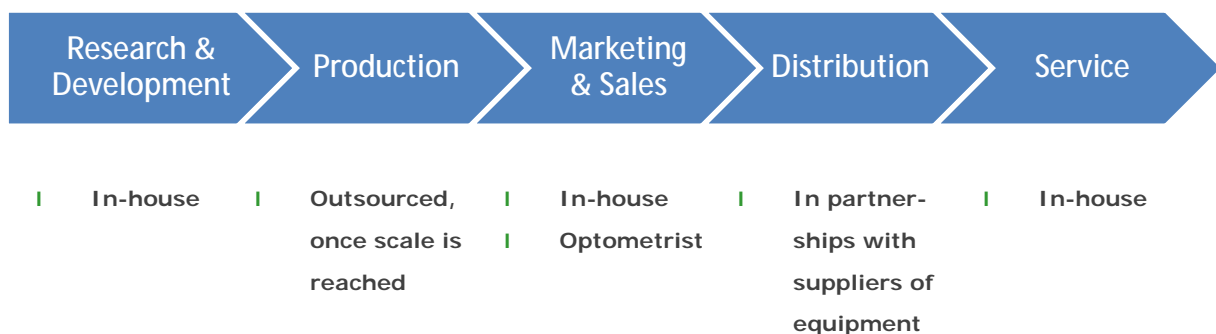 Research &
Development
Production
Marketing
& Sales
Distribution
Service
In-house
Outsourced,
once scale is
reached
In-house
Optometrist
In partner-
ships with
suppliers of
equipment
In-house